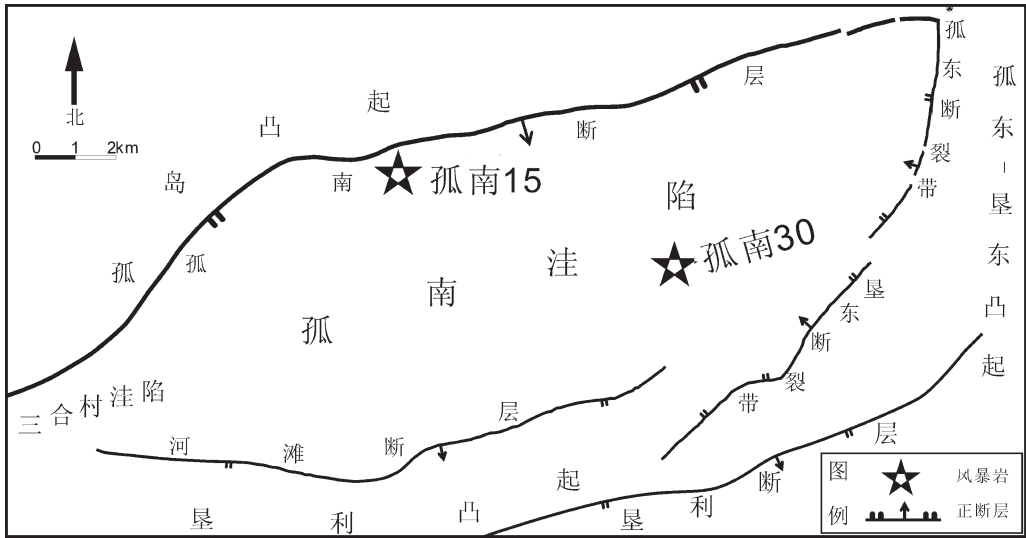 北
0 1 2km
孤岛凸起
孤南断层
孤南15
孤南30
孤南洼陷
孤东断裂带
孤东-垦东凸起
垦东断裂带
三合村洼陷
河滩断层
垦利凸起
垦利断层
图例
风暴岩
正断层